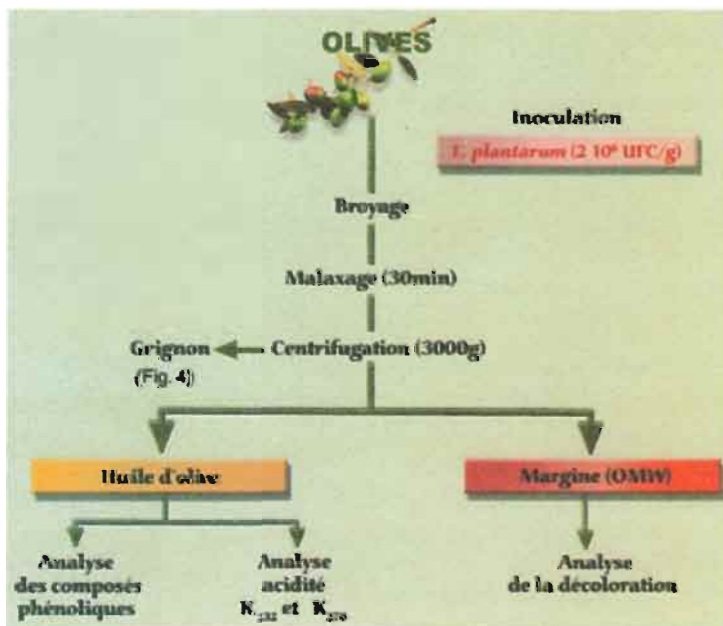 OLIVES
Inoculation
L. plantarum (2 10⁶ UFC/g)
Broyage
Malaxage (30min)
Grignon
Centrifugation (3000g)
(Fig. 4)
Huile d'olive
Margine (OMW)
Analyse
des composés
phénoliques
Analyse
acidité
K₂₃₂ et K₂₇₀
Analyse
de la décoloration